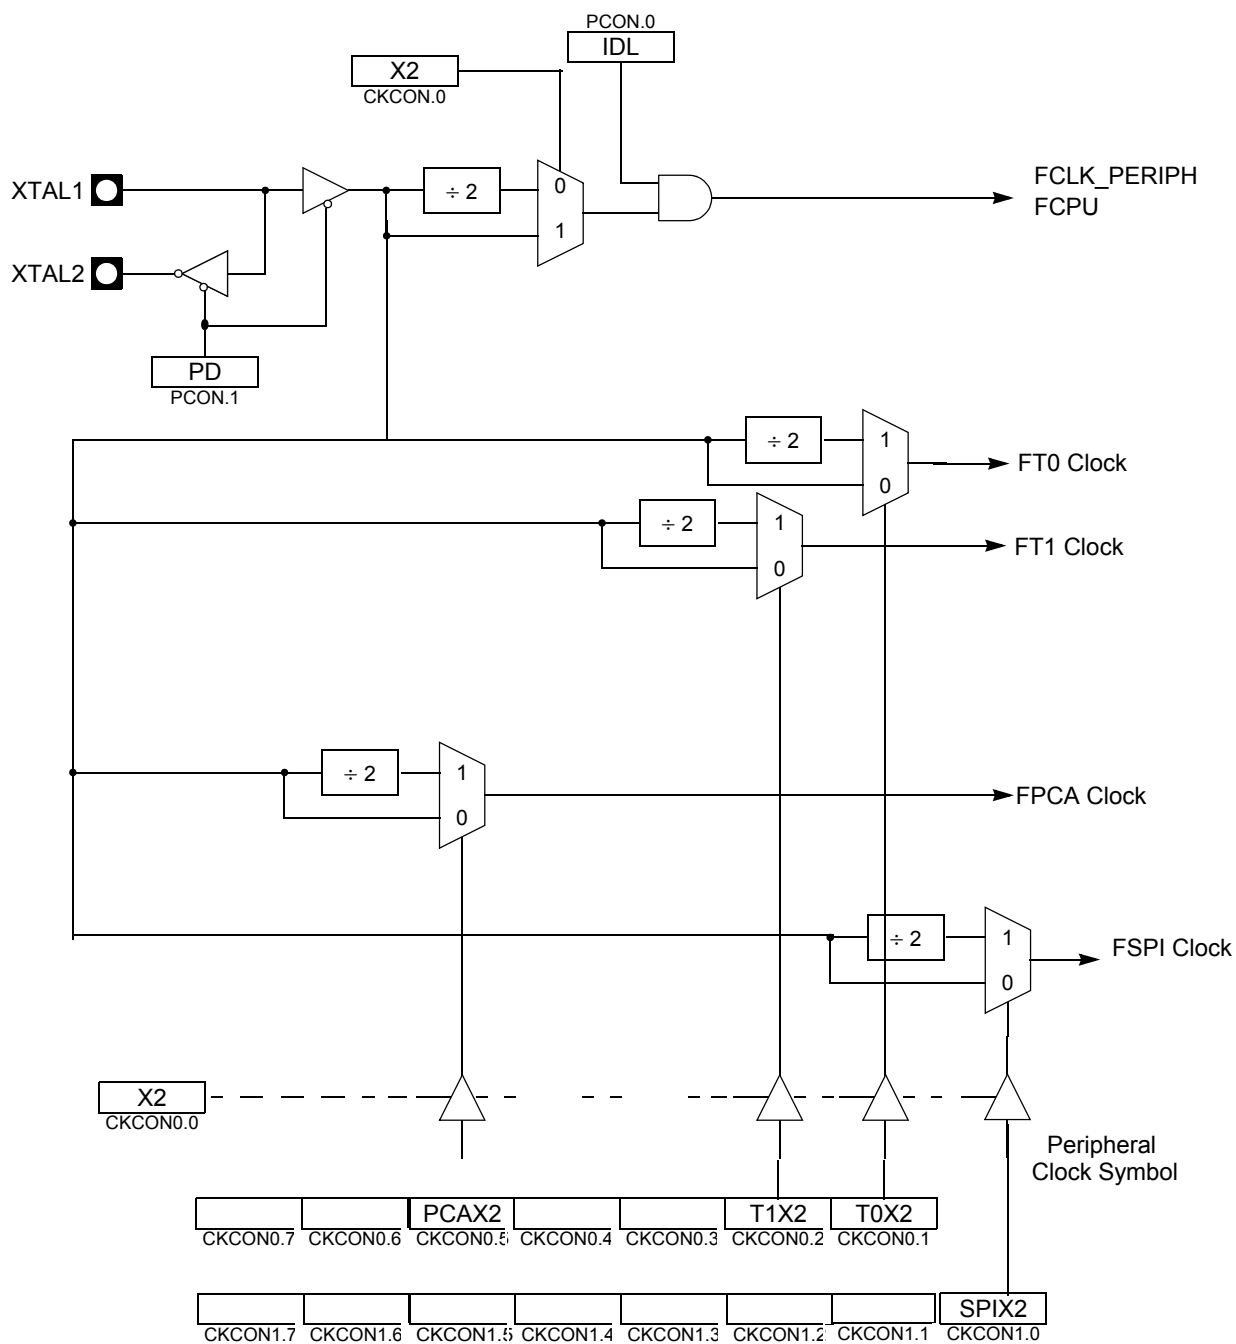 PCON.0
IDL
X2
CKCON.0
XTAL1
÷ 2
0
1
FCLK_PERIPH
FCPU
XTAL2
PD
PCON.1
÷ 2
1
0
FT0 Clock
÷ 2
1
0
FT1 Clock
÷ 2
1
0
FPCA Clock
÷ 2
1
0
FSPI Clock
X2
CKCON0.0
Peripheral
Clock Symbol
PCAX2 T1X2 T0X2
CKCON0.7 CKCON0.6 CKCON0.5 CKCON0.4 CKCON0.3 CKCON0.2 CKCON0.1
SPIX2
CKCON1.7 CKCON1.6 CKCON1.5 CKCON1.4 CKCON1.3 CKCON1.2 CKCON1.1 CKCON1.0